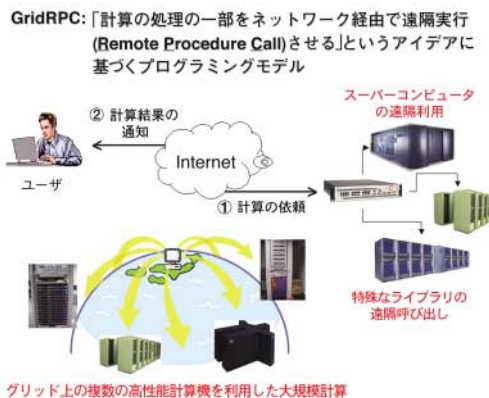 GridRPC:「計算の処理の一部をネットワーク経由で遠隔実行
(Remote Procedure Call)させる」というアイデアに
基づくプログラミングモデル
スーパーコンピュータ
の遠隔利用
② 計算結果の
通知
Internet
ユーザ
① 計算の依頼
特殊なライブラリの
遠隔呼び出し
グリッド上の複数の高性能計算機を利用した大規模計算